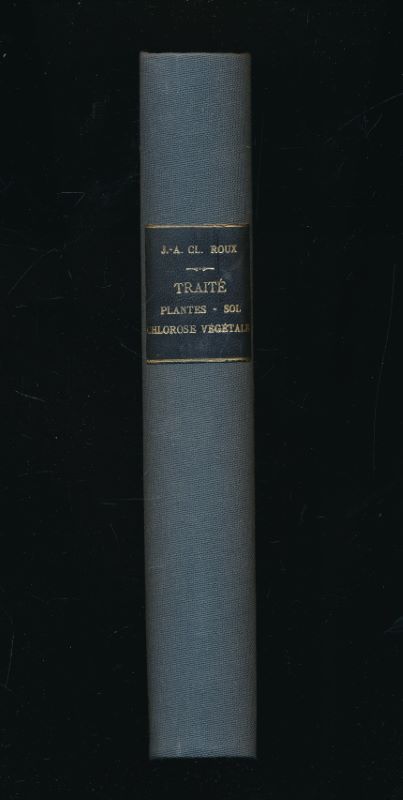 J.-A. CL. ROUX
TRAITÉ
PLANTES - SOL
CHLOROSE VÉGÉTALE